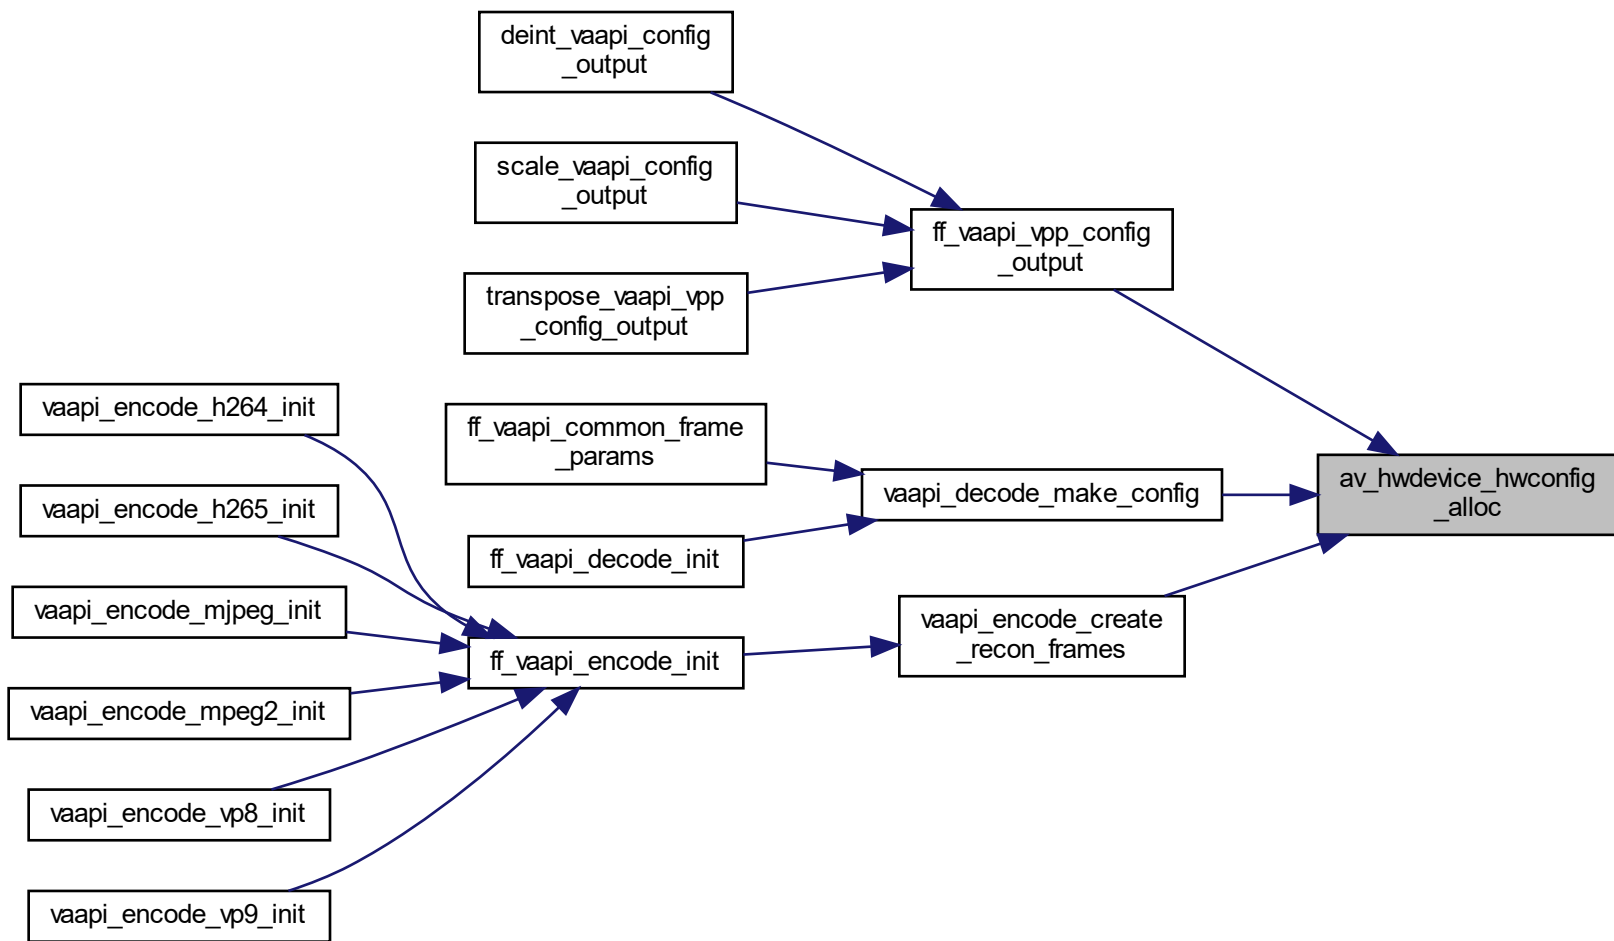 deint_vaapi_config
_output
scale_vaapi_config
_output
ff_vaapi_vpp_config
_output
transpose_vaapi_vpp
_config_output
vaapi_encode_h264_init
ff_vaapi_common_frame
_params
av_hwdevice_hwconfig
_alloc
vaapi_decode_make_config
vaapi_encode_h265_init
ff_vaapi_decode_init
vaapi_encode_mjpeg_init
vaapi_encode_create
_recon_frames
ff_vaapi_encode_init
vaapi_encode_mpeg2_init
vaapi_encode_vp8_init
vaapi_encode_vp9_init